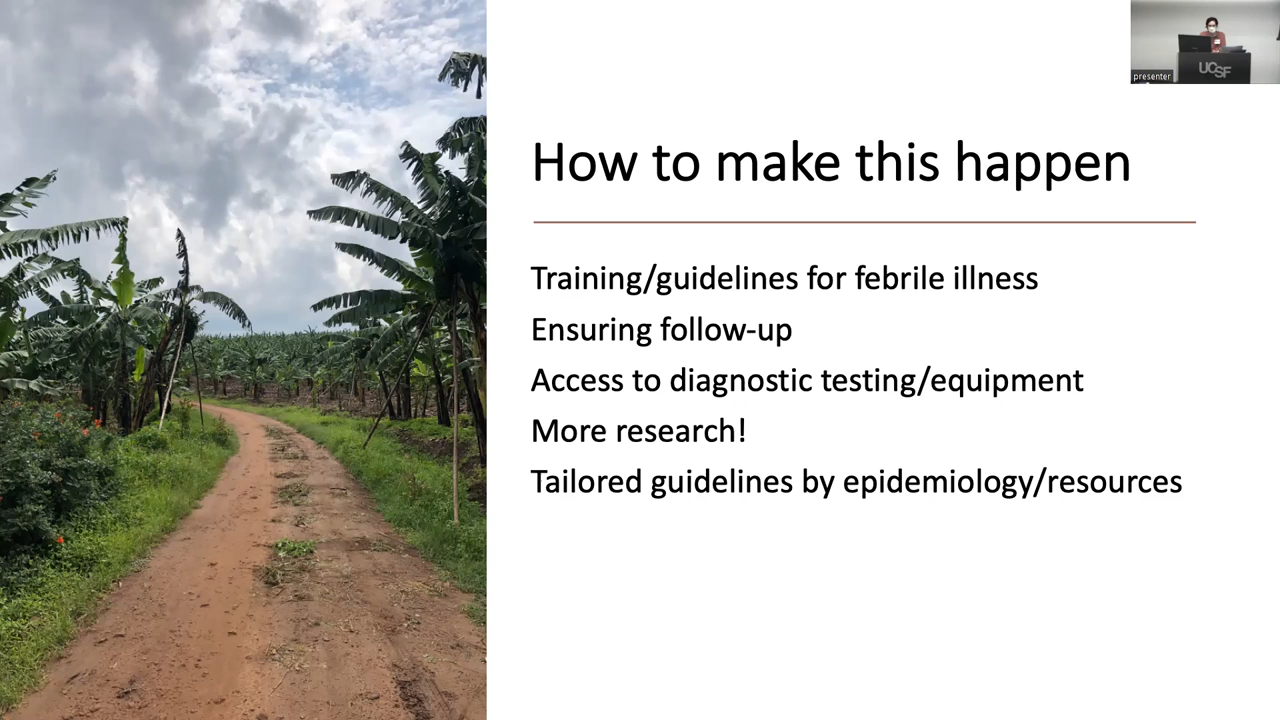 presenter
UCSF
How to make this happen
Training/guidelines for febrile illness
Ensuring follow-up
Access to diagnostic testing/equipment
More research!
Tailored guidelines by epidemiology/resources